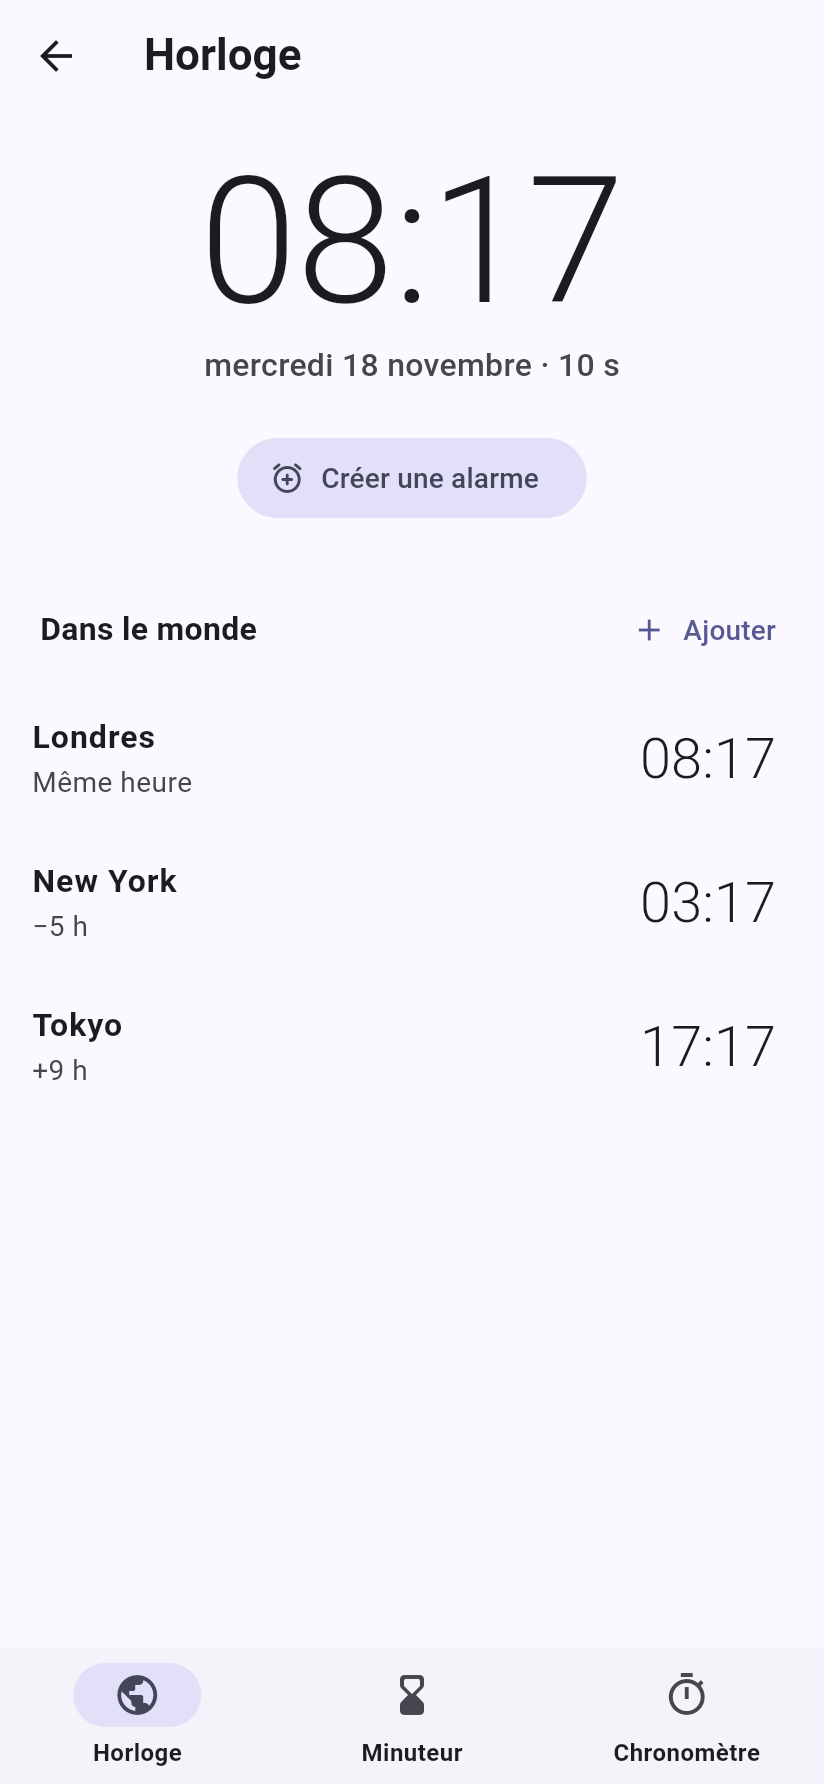 Horloge
08:17
mercredi 18 novembre · 10 s
Créer une alarme
Dans le monde
Ajouter
Londres
Même heure
08:17
New York
−5 h
03:17
Tokyo
+9 h
17:17
Horloge
Minuteur
Chronomètre